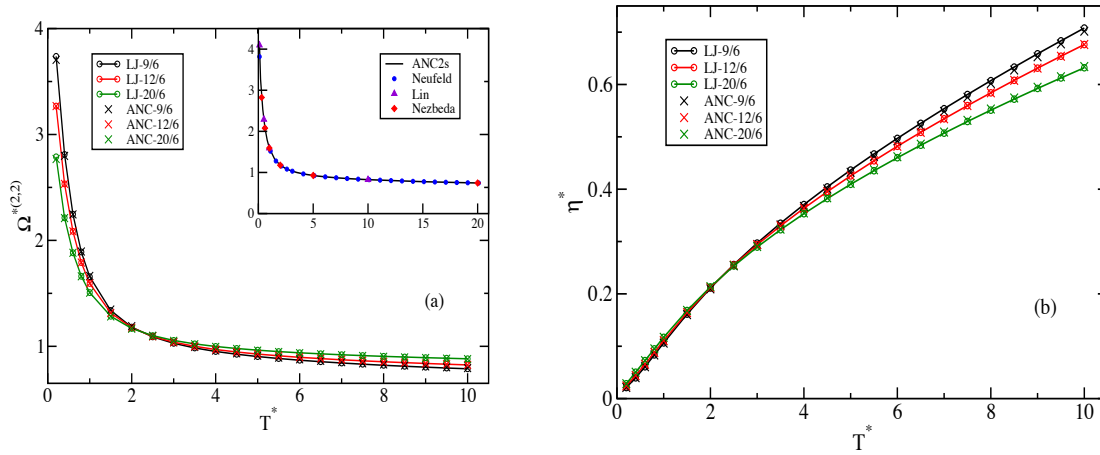 4
3
2
1
0
2
4
6
8
10
T*
Ω*(2,2)
LJ-9/6
LJ-12/6
LJ-20/6
ANC-9/6
ANC-12/6
ANC-20/6
4
3
2
1
0
0
5
10
15
20
ANC2s
Neufeld
Lin
Nezbeda
(a)
0.6
0.4
0.2
0
0
2
4
6
8
10
T*
η*
LJ-9/6
LJ-12/6
LJ-20/6
ANC-9/6
ANC-12/6
ANC-20/6
(b)